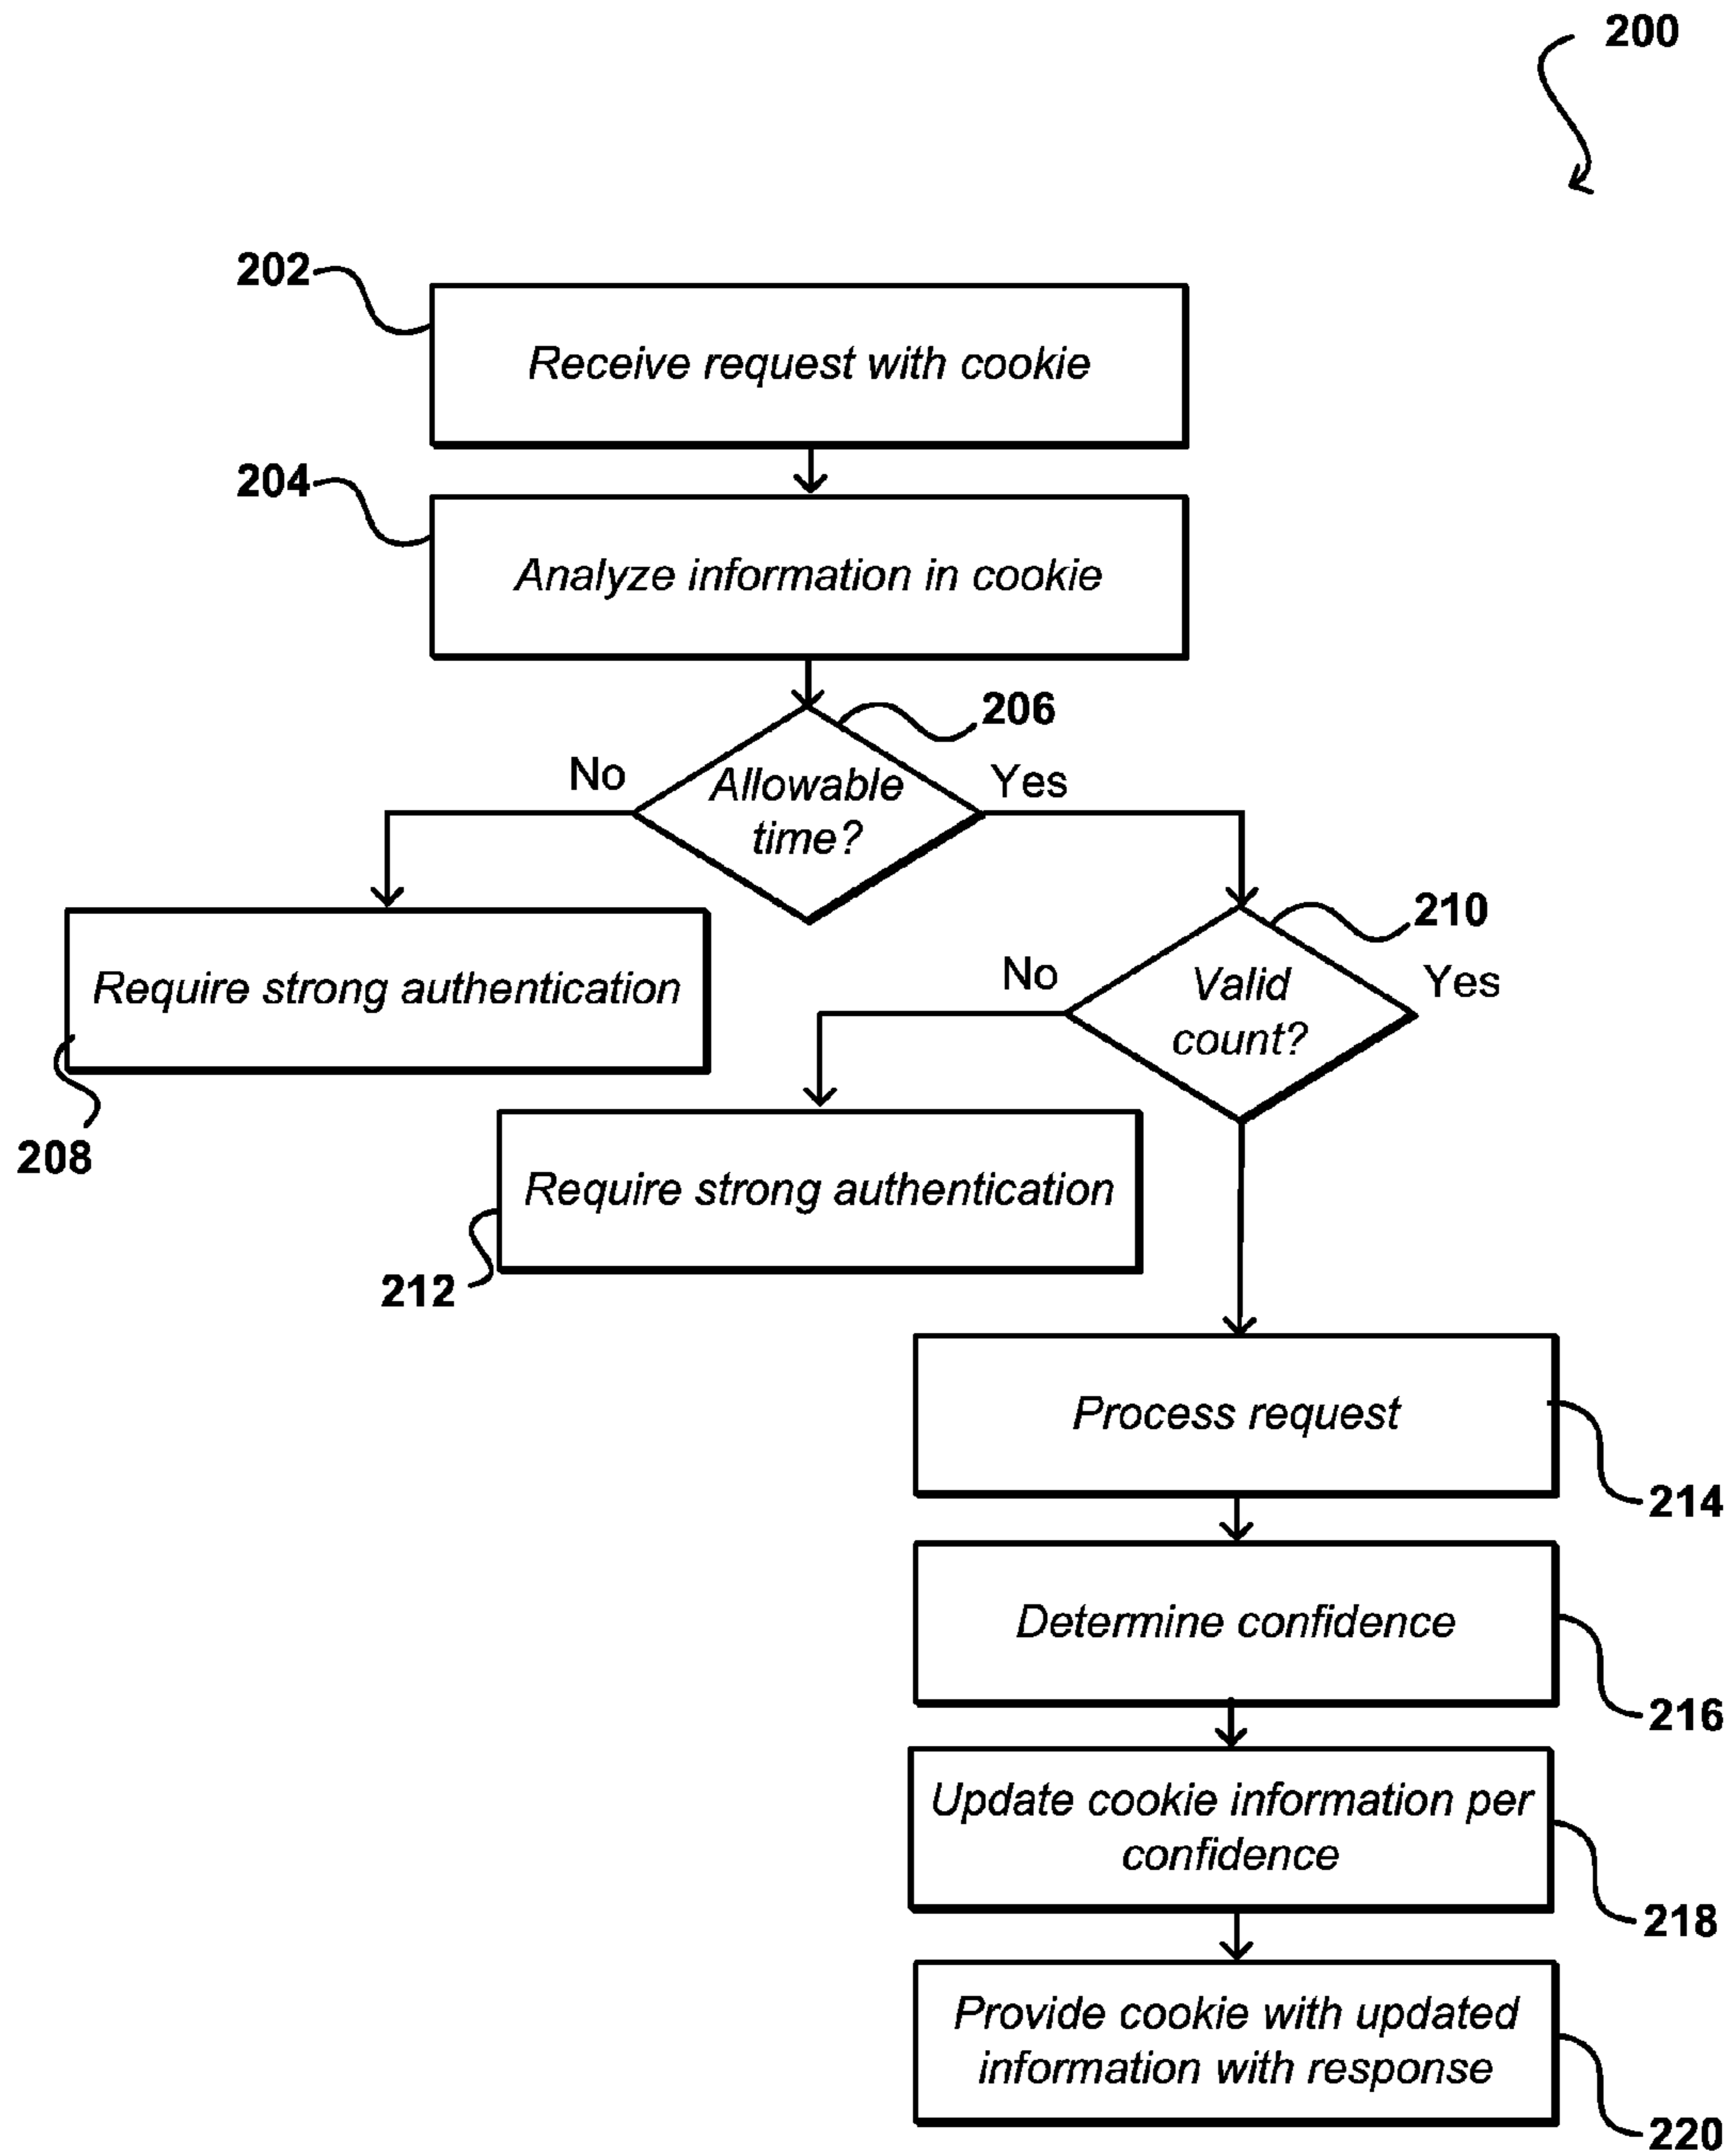 200
202
Receive request with cookie
204
Analyze information in cookie
206
No
Allowable
time?
Yes
210
No
Valid
count?
Yes
Require strong authentication
208
Require strong authentication
212
Process request
214
Determine confidence
216
Update cookie information per
confidence
218
Provide cookie with updated
information with response
220